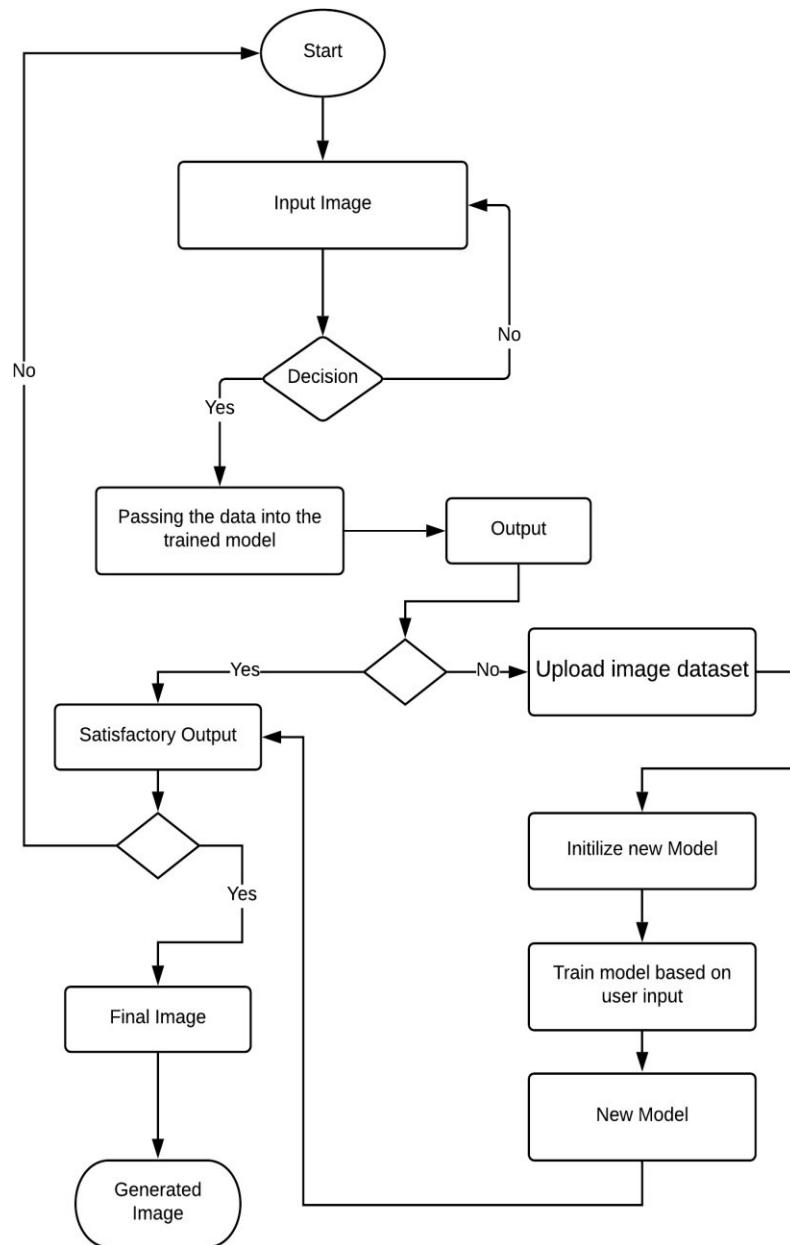 Start
Input Image
No
No
Decision
Yes
Passing the data into the
trained model
Output
Yes
No
Upload image dataset
Satisfactory Output
Initilize new Model
Yes
Train model based on
user input
Final Image
New Model
Generated
Image